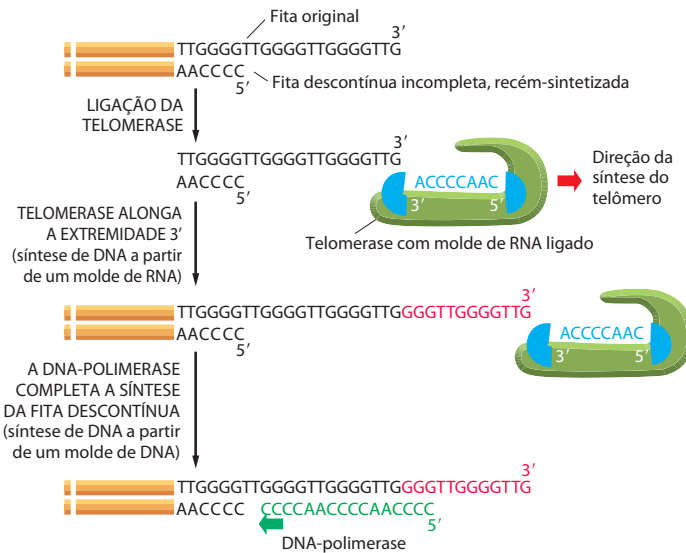 Fita original
3′
TTGGGGTTGGGGTTGGGGTTG
AACCCC
5′
Fita descontínua incompleta, recém-sintetizada
LIGAÇÃO DA
TELOMERASE
3′
TTGGGGTTGGGGTTGGGGTTG
AACCCC
5′
ACCCCAAC
3′
5′
Direção da
síntese do
telômero
Telomerase com molde de RNA ligado
TELOMERASE ALONGA
A EXTREMIDADE 3′
(síntese de DNA a partir
de um molde de RNA)
3′
TTGGGGTTGGGGTTGGGGTTGGGGTTGGGGTTG
AACCCC
5′
ACCCCAAC
3′
5′
A DNA-POLIMERASE
COMPLETA A SÍNTESE
DA FITA DESCONTÍNUA
(síntese de DNA a partir
de um molde de DNA)
3′
TTGGGGTTGGGGTTGGGGTTGGGGTTGGGGTTG
AACCCC CCCCAACCCCAACCCC
5′
DNA-polimerase